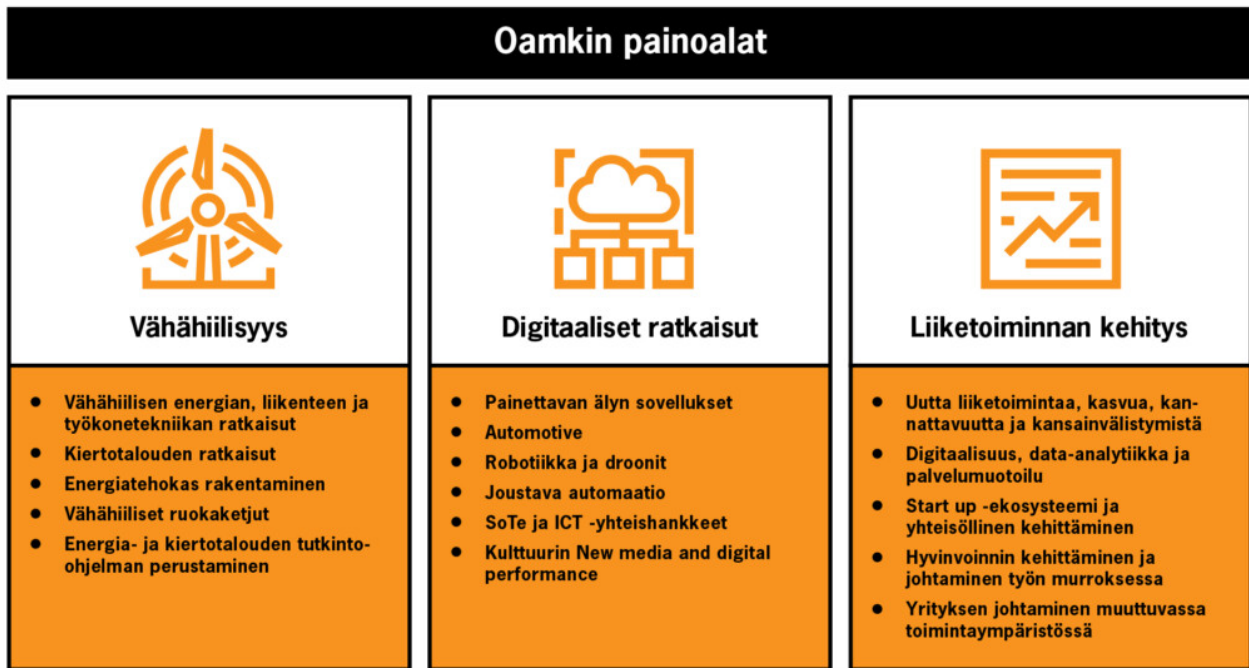 Oamkin painoalat
Vähähiilisyys
• Vähähiilisen energian, liikenteen ja
työkonetekniikan ratkaisut
• Kiertotalouden ratkaisut
• Energiatehokas rakentaminen
• Vähähiiliset ruokaketjut
• Energia- ja kiertotalouden tutkinto-
ohjelman perustaminen
Digitaaliset ratkaisut
• Painettavan älyn sovellukset
• Automotive
• Robotiikka ja droonit
• Joustava automaatio
• SoTe ja ICT -yhteishankkeet
• Kulttuurin New media and digital
performance
Liiketoiminnan kehitys
• Uutta liiketoimintaa, kasvua, kan-
nattavuutta ja kansainvälistymistä
• Digitaalisuus, data-analytiikka ja
palvelumuotoilu
• Start up -ekosysteemi ja
yhteisöllinen kehittäminen
• Hyvinvoinnin kehittäminen ja
johtaminen työn murroksessa
• Yrityksen johtaminen muuttuvassa
toimintaympäristössä